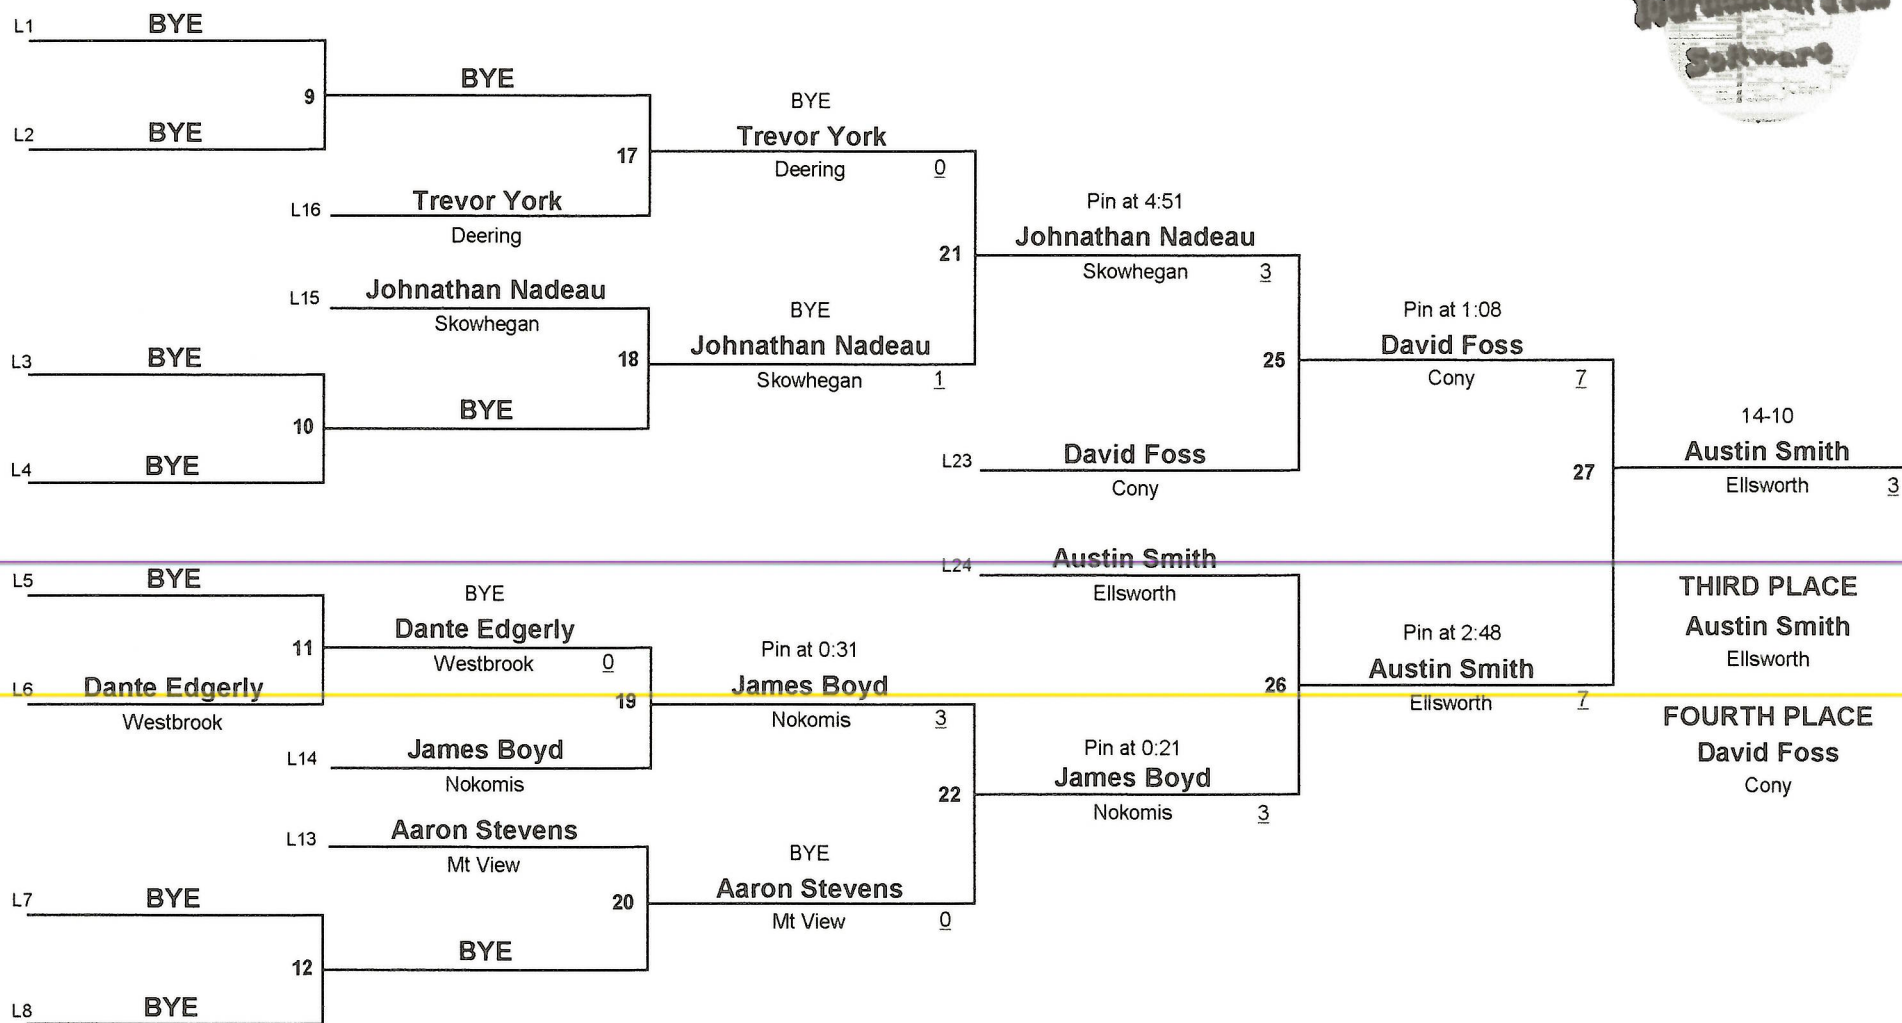 L1 BYE
9
BYE
L2 BYE
17
BYE
Trevor York
Deering 0
L16 Trevor York
Deering
21
Pin at 4:51
Johnathan Nadeau
Skowhegan 3
L15 Johnathan Nadeau
Skowhegan
18
BYE
Johnathan Nadeau
Skowhegan 1
L3 BYE
10
BYE
L4 BYE
25
Pin at 1:08
David Foss
Cony 7
L23 David Foss
Cony
27
14-10
Austin Smith
Ellsworth 3
L24 Austin Smith
Ellsworth
L5 BYE
11
BYE
Dante Edgerly
Westbrook 0
L6 Dante Edgerly
Westbrook
19
Pin at 0:31
James Boyd
Nokomis 3
L14 James Boyd
Nokomis
26
Pin at 2:48
Austin Smith
Ellsworth 7
22
Pin at 0:21
James Boyd
Nokomis 3
L13 Aaron Stevens
Mt View
20
BYE
Aaron Stevens
Mt View 0
L7 BYE
12
BYE
L8 BYE
THIRD PLACE
Austin Smith
Ellsworth
FOURTH PLACE
David Foss
Cony
Software